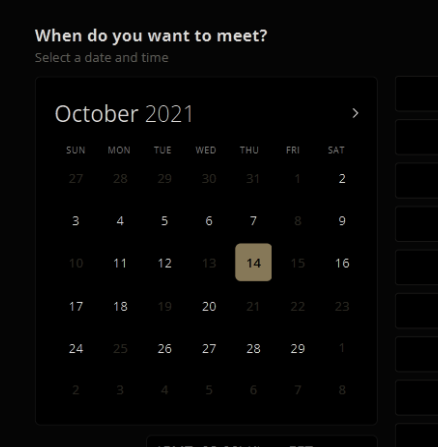 When do you want to meet?
Select a date and time
October 2021 >
SUN MON TUE WED THU FRI SAT
27 28 29 30 31 1 2
3 4 5 6 7 8 9
10 11 12 13 14 15 16
17 18 19 20 21 22 23
24 25 26 27 28 29 1
2 3 4 5 6 7 8